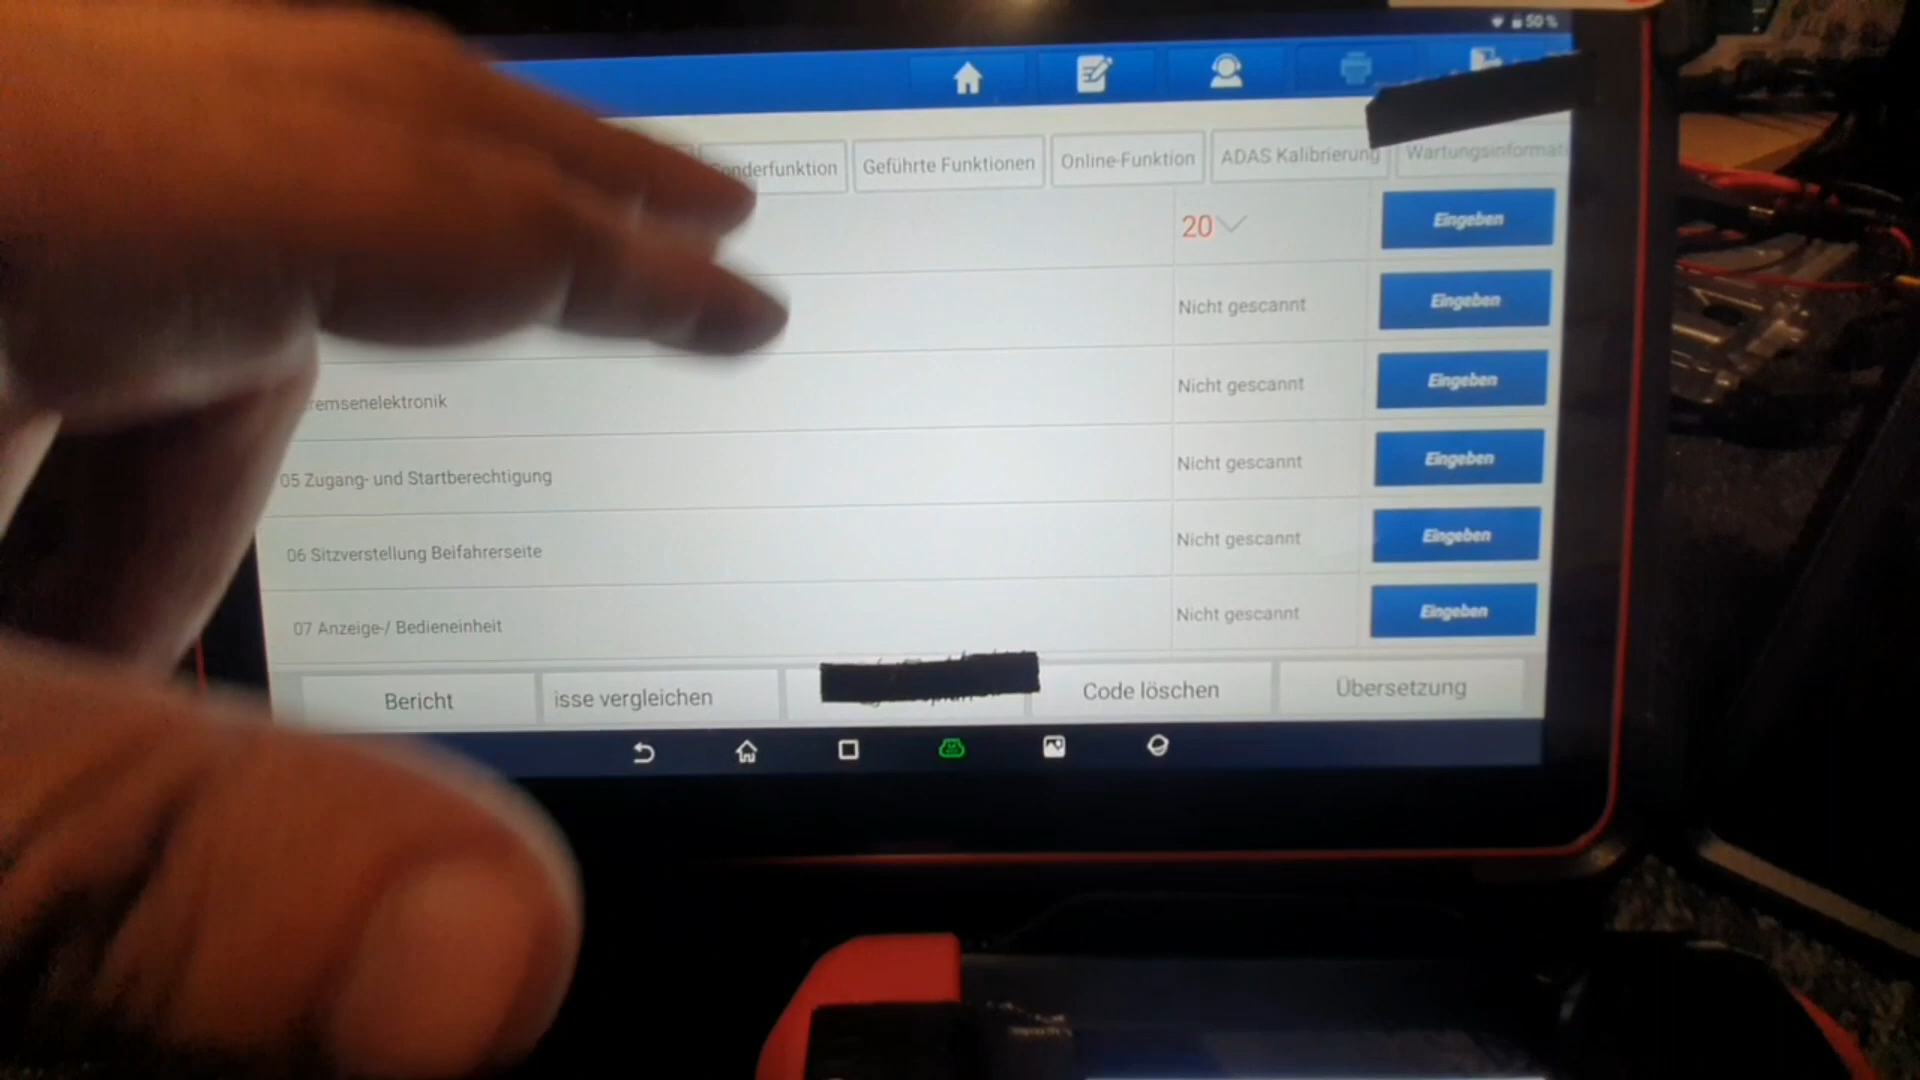 50%
Sonderfunktion
Geführte Funktionen
Online-Funktion
ADAS Kalibrierung
Wartungsinformati
20
Eingeben
Nicht gescannt
Eingeben
remsenelektronik
Nicht gescannt
Eingeben
05 Zugang- und Startberechtigung
Nicht gescannt
Eingeben
06 Sitzverstellung Beifahrerseite
Nicht gescannt
Eingeben
07 Anzeige-/ Bedieneinheit
Nicht gescannt
Eingeben
Bericht
isse vergleichen
Code löschen
Übersetzung